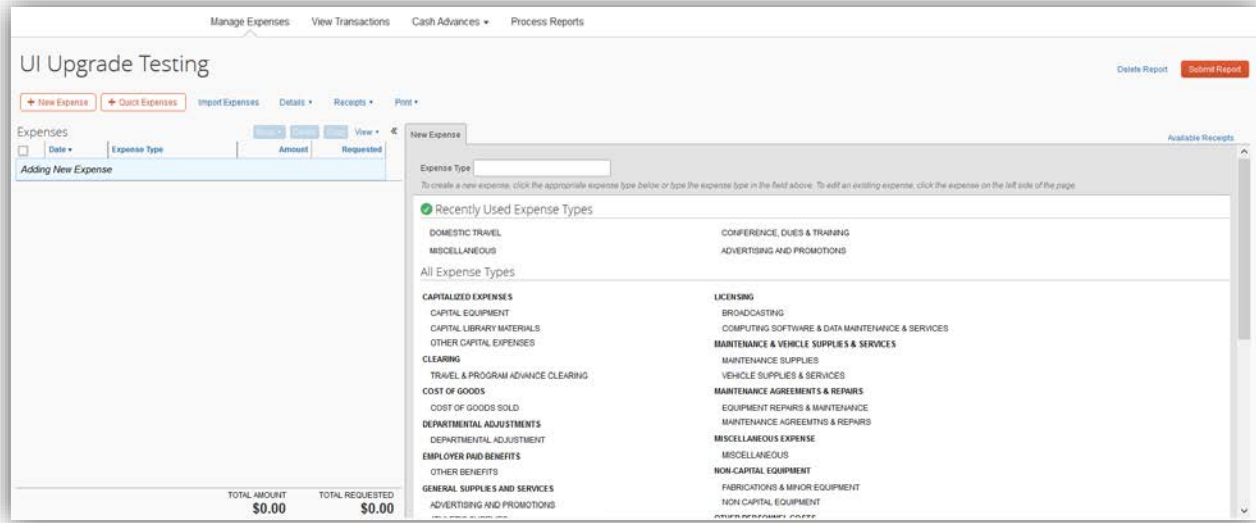 Manage Expenses View Transactions Cash Advances Process Reports
UI Upgrade Testing
Delete Report Submit Report
+ New Expense + Quick Expenses Import Expenses Details Receipts Print
Expenses
View
Date Expense Type Amount Requested
Adding New Expense
TOTAL AMOUNT TOTAL REQUESTED
$0.00 $0.00
New Expense
Available Receipts
Expense Type
To create a new expense, click the appropriate expense type below or type the expense type in the field above. To edit an existing expense, click the expense on the left side of the page.
Recently Used Expense Types
DOMESTIC TRAVEL CONFERENCE, DUES & TRAINING
MISCELLANEOUS ADVERTISING AND PROMOTIONS
All Expense Types
CAPITALIZED EXPENSES
CAPITAL EQUIPMENT
CAPITAL LIBRARY MATERIALS
OTHER CAPITAL EXPENSES
CLEARING
TRAVEL & PROGRAM ADVANCE CLEARING
COST OF GOODS
COST OF GOODS SOLD
DEPARTMENTAL ADJUSTMENTS
DEPARTMENTAL ADJUSTMENT
EMPLOYER PAID BENEFITS
OTHER BENEFITS
GENERAL SUPPLIES AND SERVICES
ADVERTISING AND PROMOTIONS
LICENSING
BROADCASTING
COMPUTING SOFTWARE & DATA MAINTENANCE & SERVICES
MAINTENANCE & VEHICLE SUPPLIES & SERVICES
MAINTENANCE SUPPLIES
VEHICLE SUPPLIES & SERVICES
MAINTENANCE AGREEMENTS & REPAIRS
EQUIPMENT REPAIRS & MAINTENANCE
MAINTENANCE AGREEMTNS & REPAIRS
MISCELLANEOUS EXPENSE
MISCELLANEOUS
NON-CAPITAL EQUIPMENT
FABRICATIONS & MINOR EQUIPMENT
NON CAPITAL EQUIPMENT
OTHER PERSONNEL COSTS